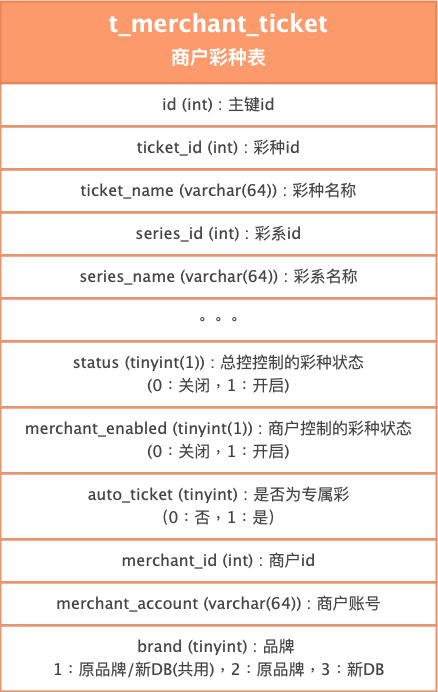 t_merchant_ticket
商户彩种表
id (int)：主键id
ticket_id (int)：彩种id
ticket_name (varchar(64))：彩种名称
series_id (int)：彩系id
series_name (varchar(64))：彩系名称
。。。
status (tinyint(1))：总控控制的彩种状态
(0：关闭，1：开启)
merchant_enabled (tinyint(1))：商户控制的彩种状态
(0：关闭，1：开启)
auto_ticket (tinyint)：是否为专属彩
（0：否，1：是）
merchant_id (int)：商户id
merchant_account (varchar(64))：商户账号
brand (tinyint)：品牌
1：原品牌/新DB(共用)，2：原品牌，3：新DB